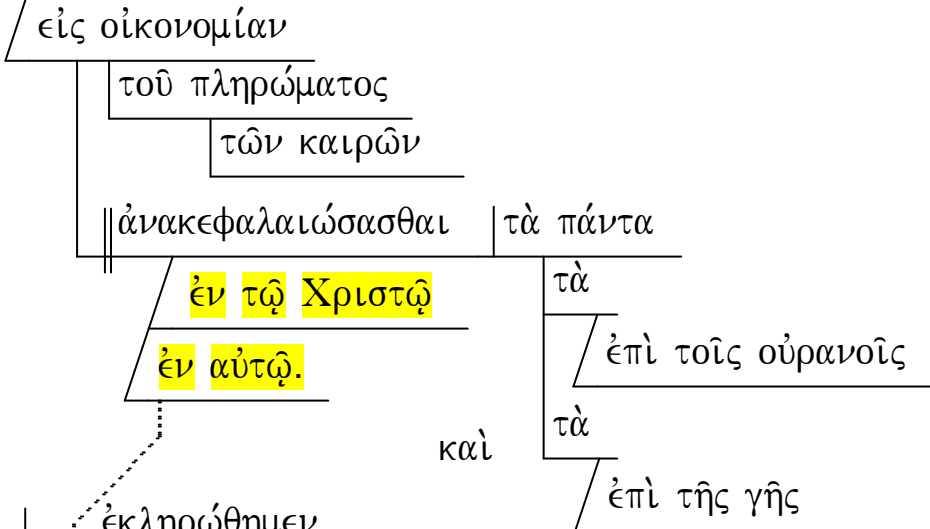 εἰς οἰκονομίαν
τοῦ πληρώματος
τῶν καιρῶν
ἀνακεφαλαιώσασθαι τὰ πάντα
ἐν τῷ Χριστῷ
τὰ
ἐπὶ τοῖς οὐρανοῖς
ἐν αὐτῷ.
τὰ
καὶ
ἐπὶ τῆς γῆς
ἐκληρώθημεν